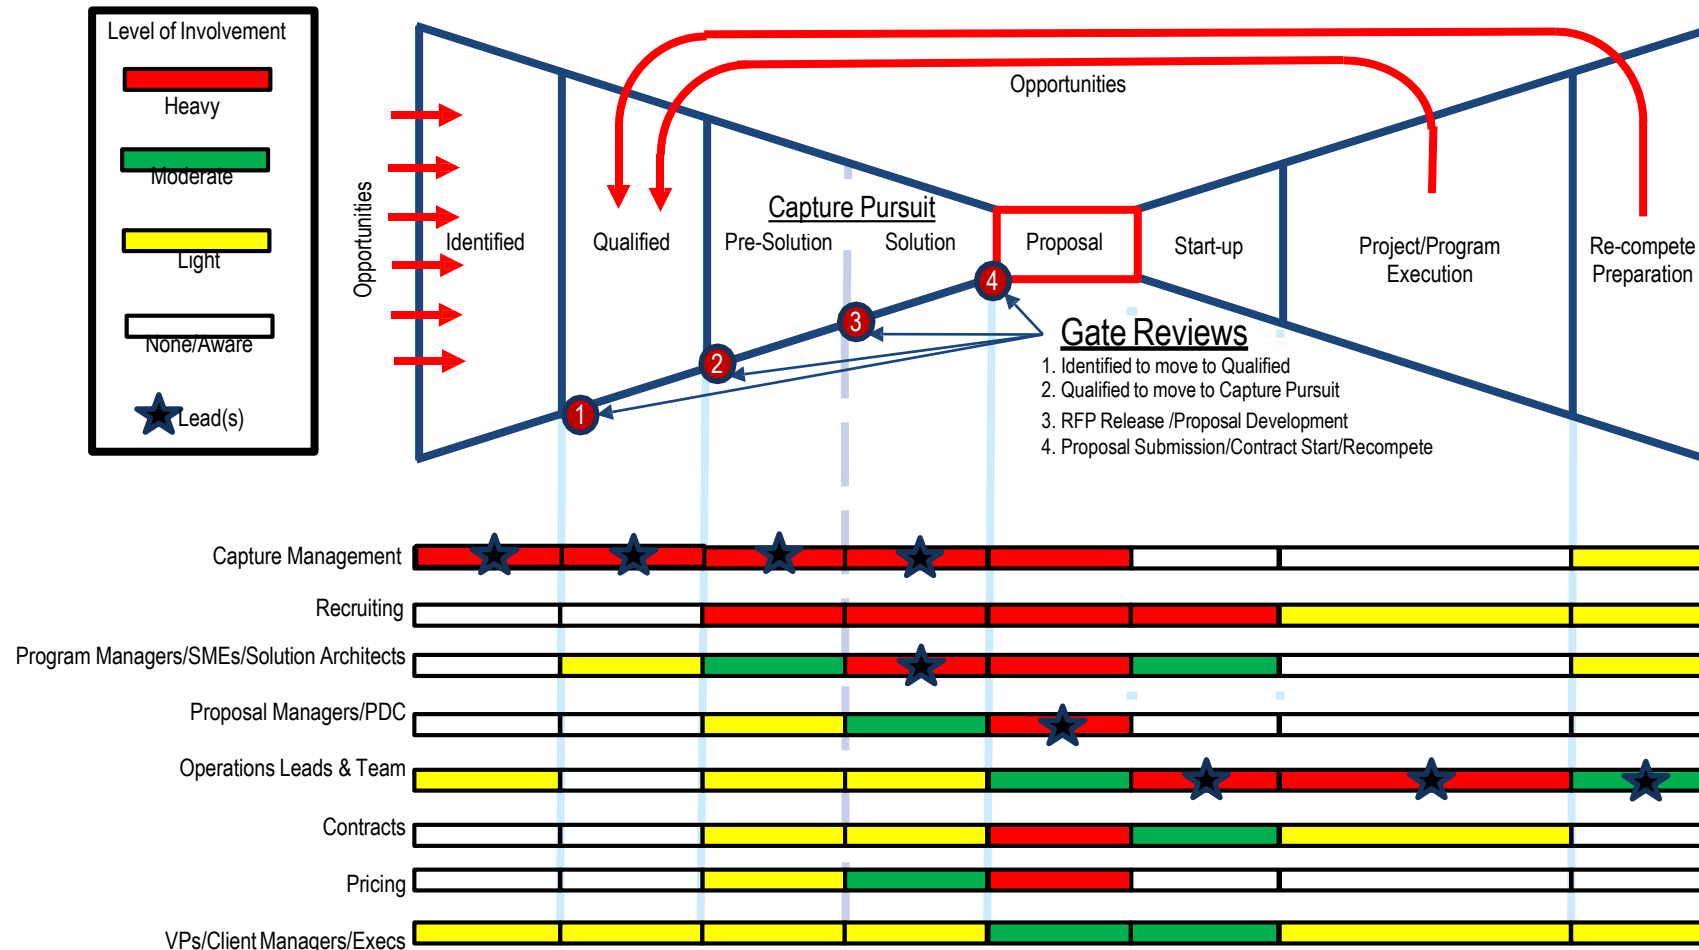 Level of Involvement
Heavy
Moderate
Light
None/Aware
Lead(s)
Opportunities
Opportunities
Capture Pursuit
Identified
Qualified
Pre-Solution
Solution
Proposal
Start-up
Project/Program
Execution
Re-compete
Preparation
4
3
2
1
Gate Reviews
1. Identified to move to Qualified
2. Qualified to move to Capture Pursuit
3. RFP Release /Proposal Development
4. Proposal Submission/Contract Start/Recompete
Capture Management
Recruiting
Program Managers/SMEs/Solution Architects
Proposal Managers/PDC
Operations Leads & Team
Contracts
Pricing
VPs/Client Managers/Execs